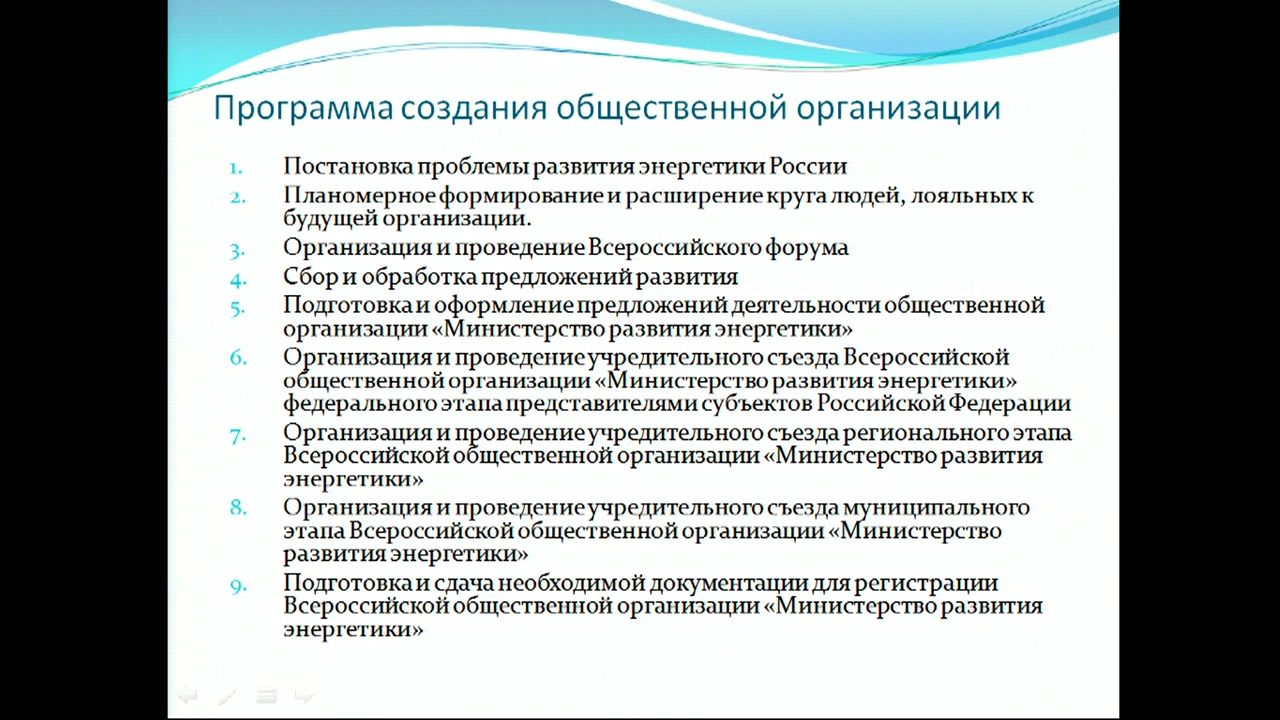 Программа создания общественной организации
1. Постановка проблемы развития энергетики России
2. Планомерное формирование и расширение круга людей, лояльных к
будущей организации.
3. Организация и проведение Всероссийского форума
4. Сбор и обработка предложений развития
5. Подготовка и оформление предложений деятельности общественной
организации «Министерство развития энергетики»
6. Организация и проведение учредительного съезда Всероссийской
общественной организации «Министерство развития энергетики»
федерального этапа представителями субъектов Российской Федерации
7. Организация и проведение учредительного съезда регионального этапа
Всероссийской общественной организации «Министерство развития
энергетики»
8. Организация и проведение учредительного съезда муниципального
этапа Всероссийской общественной организации «Министерство
развития энергетики»
9. Подготовка и сдача необходимой документации для регистрации
Всероссийской общественной организации «Министерство развития
энергетики»